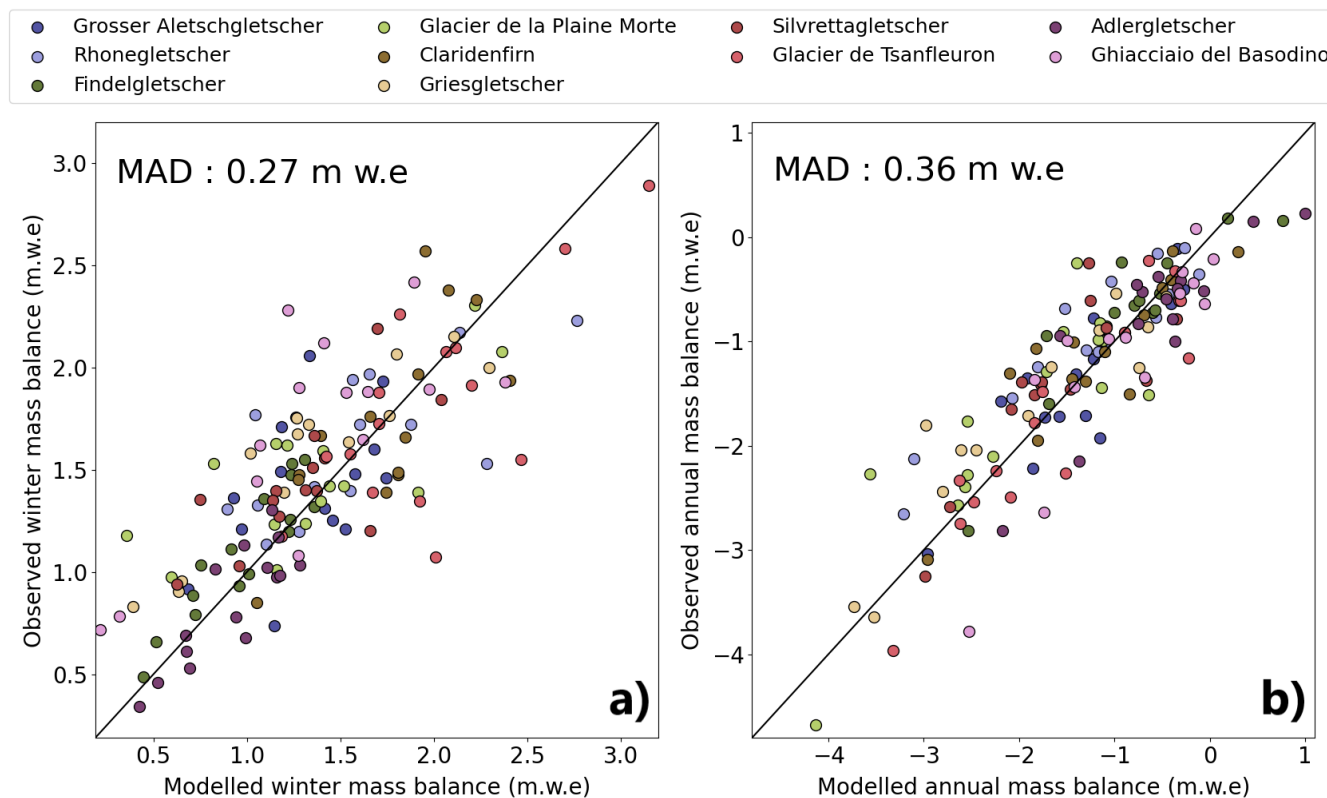 Grosser Aletschgletscher
Rhonegletscher
Findelgletscher
Glacier de la Plaine Morte
Claridenfirn
Griesgletscher
Silvrettagletscher
Glacier de Tsanfleuron
Adlergletscher
Ghiacciaio del Basodino
MAD : 0.27 m w.e
Observed winter mass balance (m.w.e)
3.0
2.5
2.0
1.5
1.0
0.5
0.5 1.0 1.5 2.0 2.5 3.0
Modelled winter mass balance (m.w.e)
a)
MAD : 0.36 m w.e
Observed annual mass balance (m.w.e)
1
0
−1
−2
−3
−4
−4 −3 −2 −1 0 1
Modelled annual mass balance (m.w.e)
b)